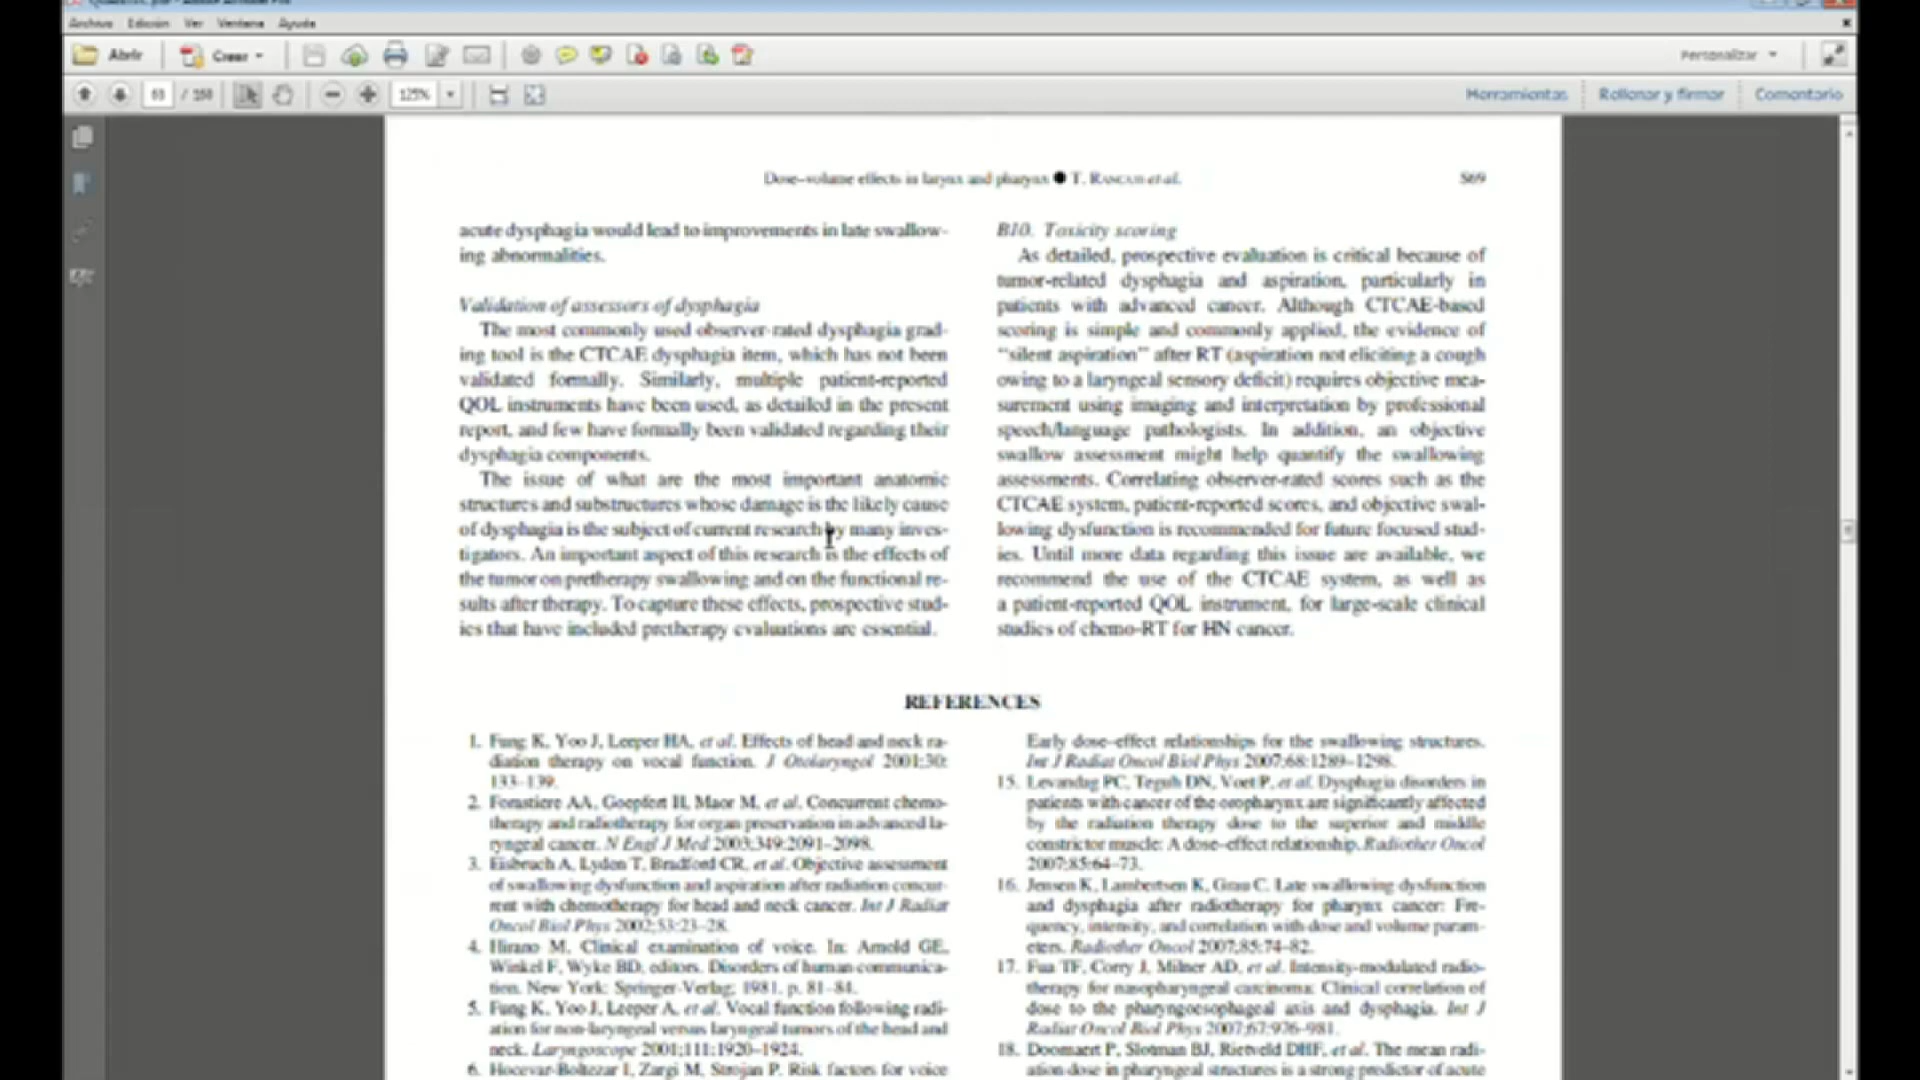 Archivo Edición Ver Ventana Ayuda
Abrir Crear Personalizar
125% Herramientas Rellenar y firmar Comentario
Dose–volume effects in larynx and pharynx ● T. RANCATI et al. S69
acute dysphagia would lead to improvements in late swallow-
ing abnormalities.
Validation of assessors of dysphagia
The most commonly used observer-rated dysphagia grad-
ing tool is the CTCAE dysphagia item, which has not been
validated formally. Similarly, multiple patient-reported
QOL instruments have been used, as detailed in the present
report, and few have formally been validated regarding their
dysphagia components.
The issue of what are the most important anatomic
structures and substructures whose damage is the likely cause
of dysphagia is the subject of current research by many inves-
tigators. An important aspect of this research is the effects of
the tumor on pretherapy swallowing and on the functional re-
sults after therapy. To capture these effects, prospective stud-
ies that have included pretherapy evaluations are essential.
B10. Toxicity scoring
As detailed, prospective evaluation is critical because of
tumor-related dysphagia and aspiration, particularly in
patients with advanced cancer. Although CTCAE-based
scoring is simple and commonly applied, the evidence of
‘‘silent aspiration’’ after RT (aspiration not eliciting a cough
owing to a laryngeal sensory deficit) requires objective mea-
surement using imaging and interpretation by professional
speech/language pathologists. In addition, an objective
swallow assessment might help quantify the swallowing
assessments. Correlating observer-rated scores such as the
CTCAE system, patient-reported scores, and objective swal-
lowing dysfunction is recommended for future focused stud-
ies. Until more data regarding this issue are available, we
recommend the use of the CTCAE system, as well as
a patient-reported QOL instrument, for large-scale clinical
studies of chemo-RT for HN cancer.
REFERENCES
1. Fung K, Yoo J, Leeper HA, et al. Effects of head and neck ra-
diation therapy on vocal function. J Otolaryngol 2001;30:
133–139.
2. Forastiere AA, Goepfert H, Maor M, et al. Concurrent chemo-
therapy and radiotherapy for organ preservation in advanced la-
ryngeal cancer. N Engl J Med 2003;349:2091–2098.
3. Eisbruch A, Lyden T, Bradford CR, et al. Objective assessment
of swallowing dysfunction and aspiration after radiation concur-
rent with chemotherapy for head and neck cancer. Int J Radiat
Oncol Biol Phys 2002;53:23–28.
4. Hirano M. Clinical examination of voice. In: Arnold GE,
Winkel F, Wyke BD, editors. Disorders of human communica-
tion. New York: Springer-Verlag; 1981. p. 81–84.
5. Fung K, Yoo J, Leeper A, et al. Vocal function following radi-
ation for non-laryngeal versus laryngeal tumors of the head and
neck. Laryngoscope 2001;111:1920–1924.
6. Hocevar-Boltezar I, Zargi M, Strojan P. Risk factors for voice
Early dose–effect relationships for the swallowing structures.
Int J Radiat Oncol Biol Phys 2007;68:1289–1298.
15. Levendag PC, Teguh DN, Voet P, et al. Dysphagia disorders in
patients with cancer of the oropharynx are significantly affected
by the radiation therapy dose to the superior and middle
constrictor muscle: A dose–effect relationship. Radiother Oncol
2007;85:64–73.
16. Jensen K, Lambertsen K, Grau C. Late swallowing dysfunction
and dysphagia after radiotherapy for pharynx cancer: Fre-
quency, intensity, and correlation with dose and volume param-
eters. Radiother Oncol 2007;85:74–82.
17. Fua TF, Corry J, Milner AD, et al. Intensity-modulated radio-
therapy for nasopharyngeal carcinoma: Clinical correlation of
dose to the pharyngoesophageal axis and dysphagia. Int J
Radiat Oncol Biol Phys 2007;67:976–981.
18. Doornaert P, Slotman BJ, Rietveld DHF, et al. The mean radi-
ation dose in pharyngeal structures is a strong predictor of acute